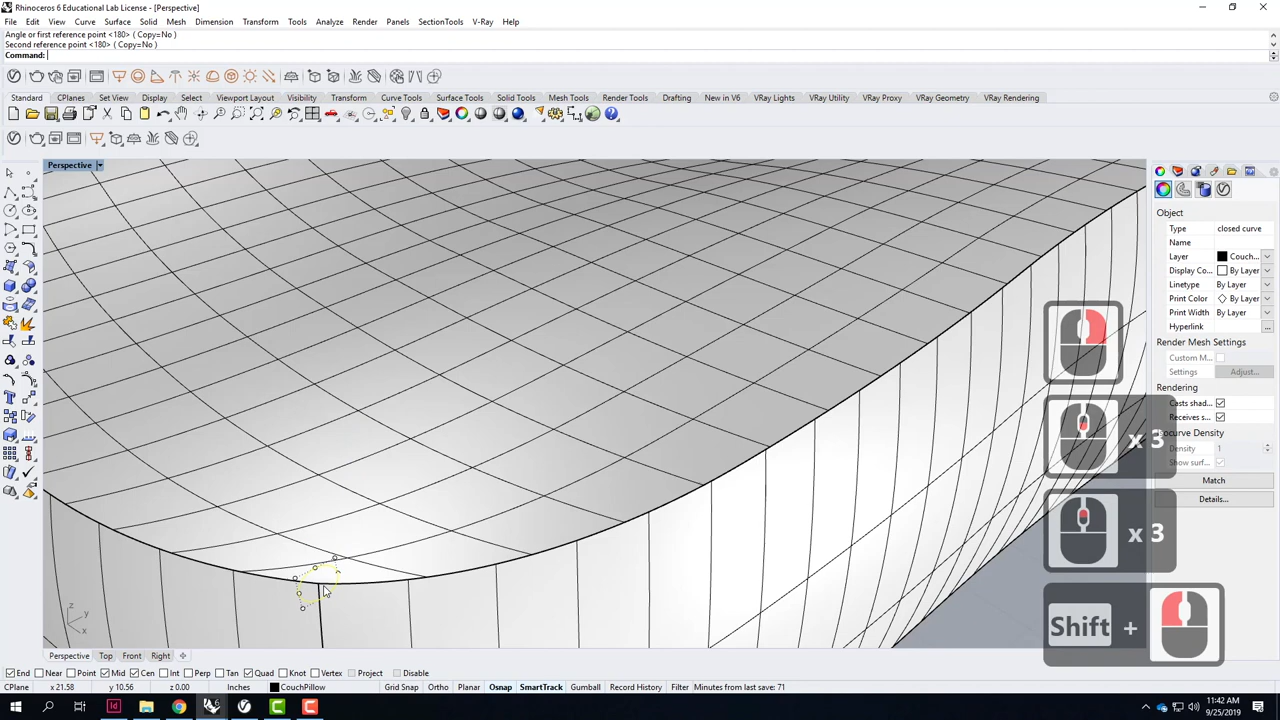 Rhinoceros 6 Educational Lab License - [Perspective]
File Edit View Curve Surface Solid Mesh Dimension Transform Tools Analyze Render Panels SectionTools V-Ray Help
Angle or first reference point <180> ( Copy=No )
Second reference point <180> ( Copy=No )
Command:
Standard CPlanes Set View Display Select Viewport Layout Visibility Transform Curve Tools Surface Tools Solid Tools Mesh Tools Render Tools Drafting New in V6 VRay Lights VRay Utilities VRay Proxy VRay Geometry VRay Rendering
Perspective
Object
Type closed curve
Name
Layer Couch...
Display Co... By Layer
Linetype By Layer
Print Color By Layer
Print Width By Layer
Hyperlink ...
Render Mesh Settings
Custom M...
Settings Adjust...
Rendering
Casts shad...
Receives s...
ocurve Density
Density 1
Show surf...
Match
Details...
x 3
x 3
Shift +
z
y
x
Perspective Top Front Right
End Near Point Mid Cen Int Perp Tan Quad Knot Vertex Project Disable
CPlane x 21.58 y 10.56 z 0.00 Inches CouchPillow Grid Snap Ortho Planar Osnap SmartTrack Gumball Record History Filter Minutes from last save: 71
11:42 AM
9/25/2019